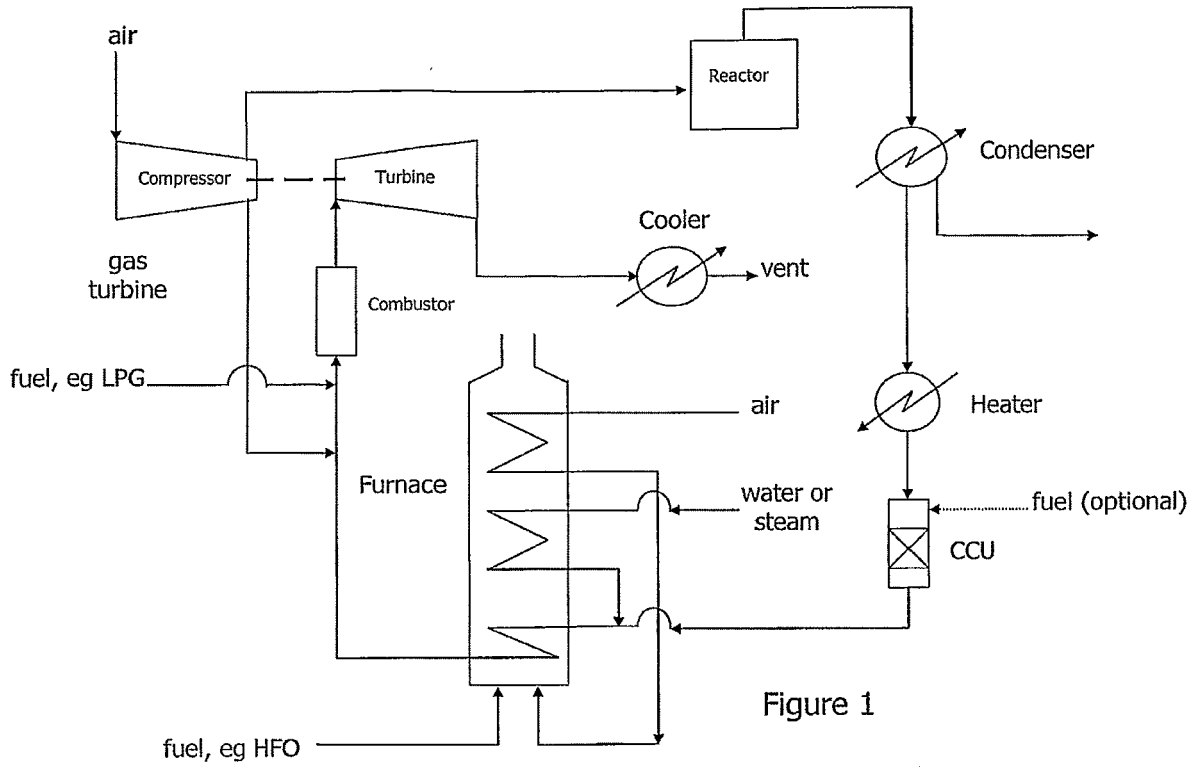 air
Reactor
Compressor
Turbine
Condenser
Cooler
vent
gas
turbine
Combustor
fuel, eg LPG
Heater
air
Furnace
water or
steam
fuel (optional)
CCU
Figure 1
fuel, eg HFO